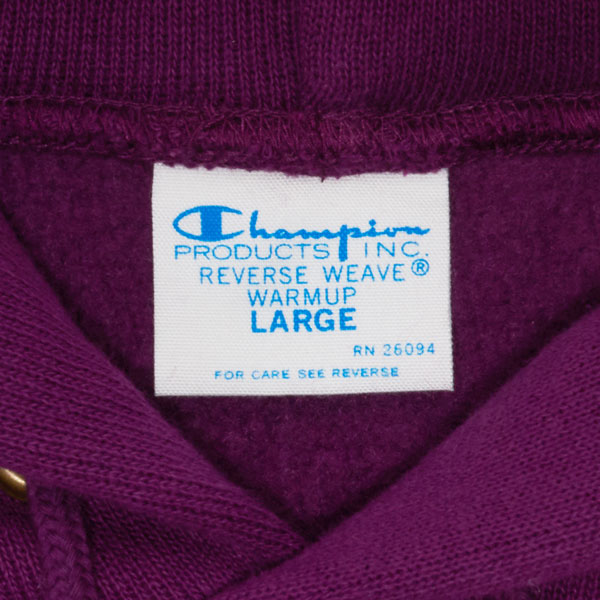 Champion
PRODUCTS INC.
REVERSE WEAVE®
WARMUP
LARGE
RN 26094
FOR CARE SEE REVERSE